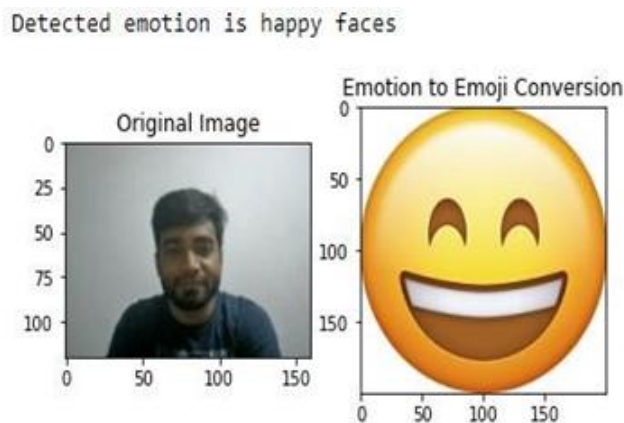 Detected emotion is happy faces
Emotion to Emoji Conversion
Original Image
0
25
50
75
100
0 50 100 150
0
50
100
150
0 50 100 150